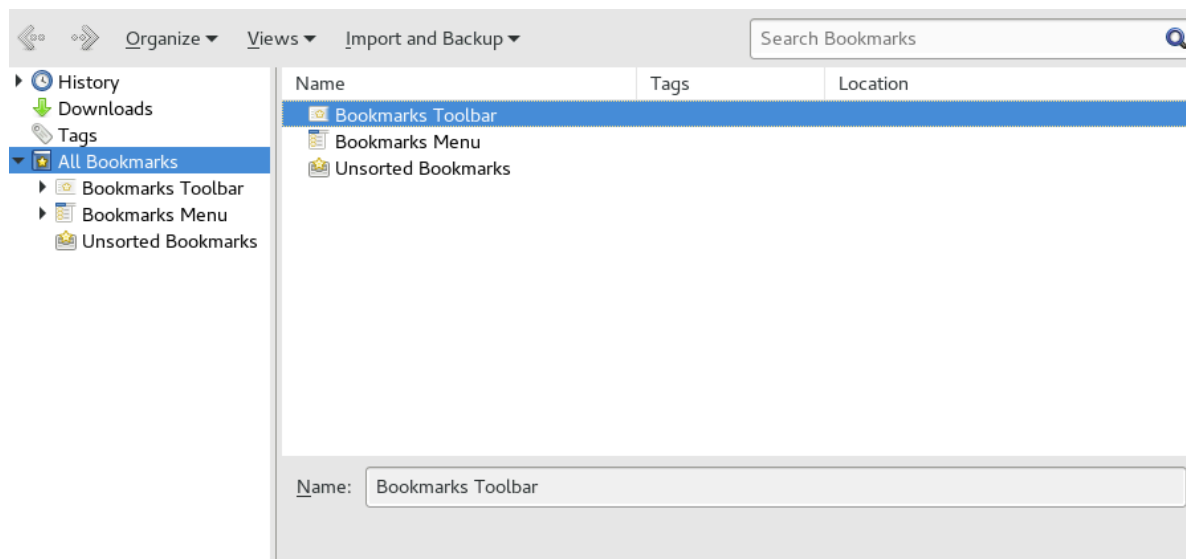 Organize Views Import and Backup Search Bookmarks
History
Downloads
Tags
All Bookmarks
Bookmarks Toolbar
Bookmarks Menu
Unsorted Bookmarks
Name Tags Location
Bookmarks Toolbar
Bookmarks Menu
Unsorted Bookmarks
Name: Bookmarks Toolbar